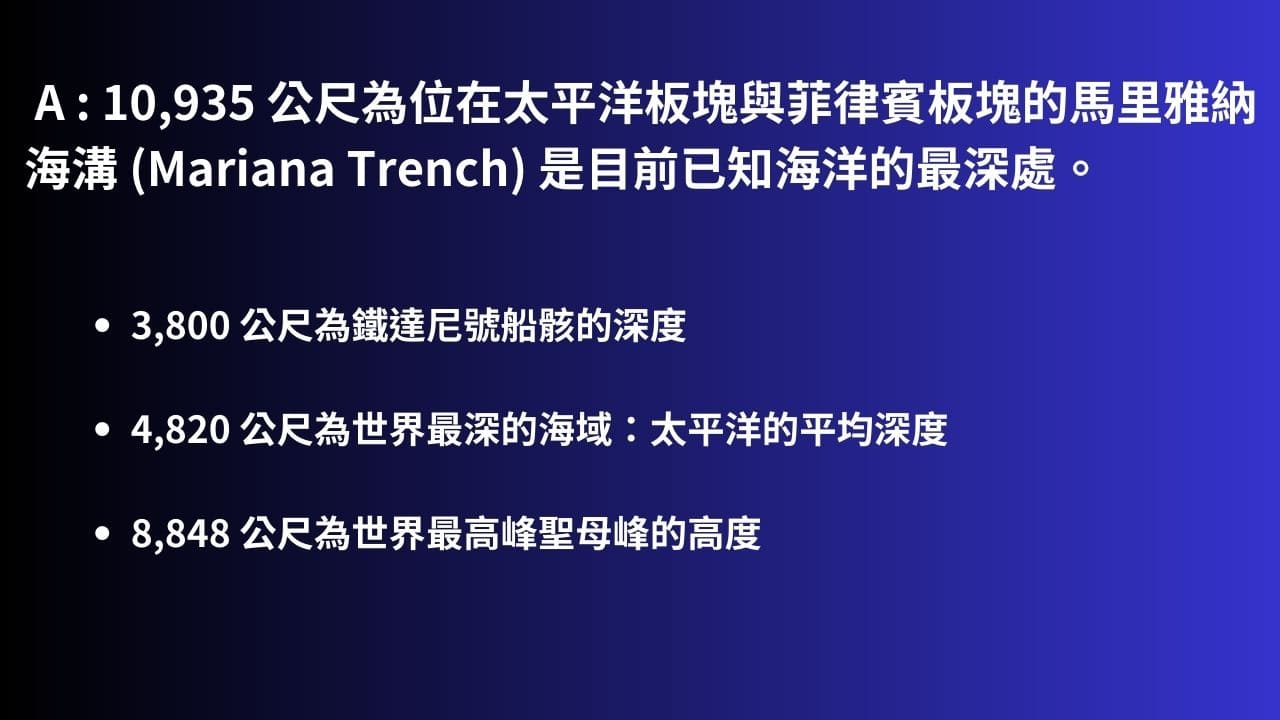 A : 10,935 公尺為位在太平洋板塊與菲律賓板塊的馬里雅納
海溝 (Mariana Trench) 是目前已知海洋的最深處。
• 3,800 公尺為鐵達尼號船骸的深度
• 4,820 公尺為世界最深的海域：太平洋的平均深度
• 8,848 公尺為世界最高峰聖母峰的高度